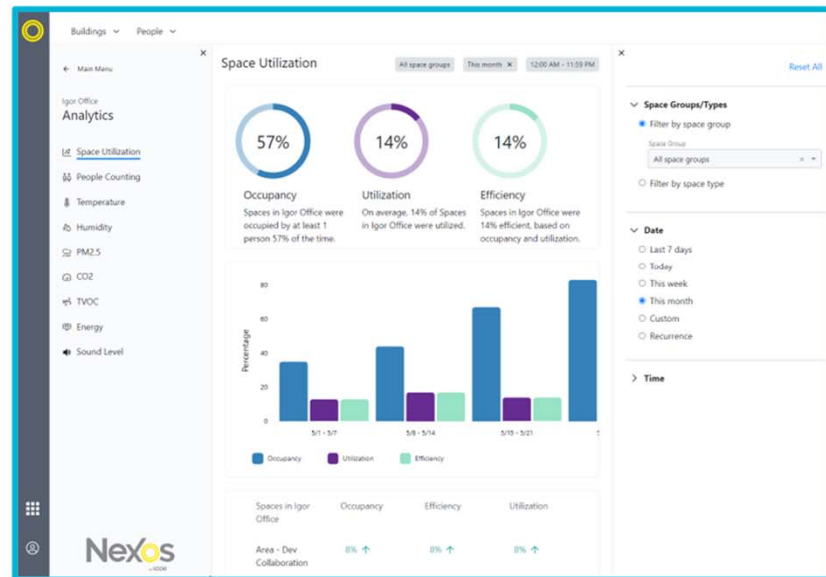 Buildings People
Main Menu
Igor Office
Analytics
Space Utilization
People Counting
Temperature
Humidity
PM2.5
CO2
TVOC
Energy
Sound Level
Nexos
by IGOR
Space Utilization
All space groups This month × 12:00 AM - 11:59 PM
57% 14% 14%
Occupancy
Spaces in Igor Office were
occupied by at least 1
person 57% of the time.
Utilization
On average, 14% of Spaces
in Igor Office were utilized.
Efficiency
Spaces in Igor Office were
14% efficient, based on
occupancy and utilization.
Percentage
80
60
40
20
0
5/1 - 5/7 5/8 - 5/14 5/15 - 5/21
Occupancy Utilization Efficiency
Spaces in Igor
Office
Occupancy Efficiency Utilization
Area - Dev
Collaboration
8% ↑ 8% ↑ 8% ↑
Reset All
Space Groups/Types
Filter by space group
Space Group
All space groups
Filter by space type
Date
Last 7 days
Today
This week
This month
Custom
Recurrence
Time